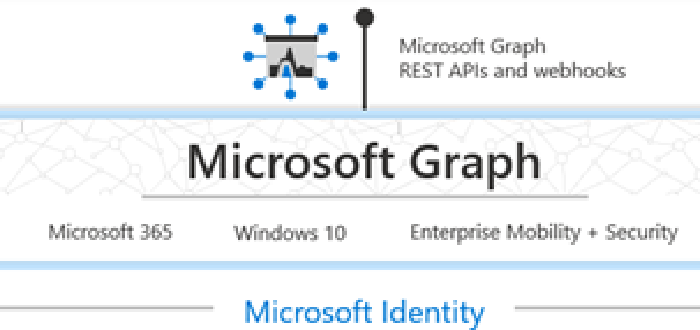 Microsoft Graph
REST APIs and webhooks
Microsoft Graph
Microsoft 365 Windows 10 Enterprise Mobility + Security
Microsoft Identity